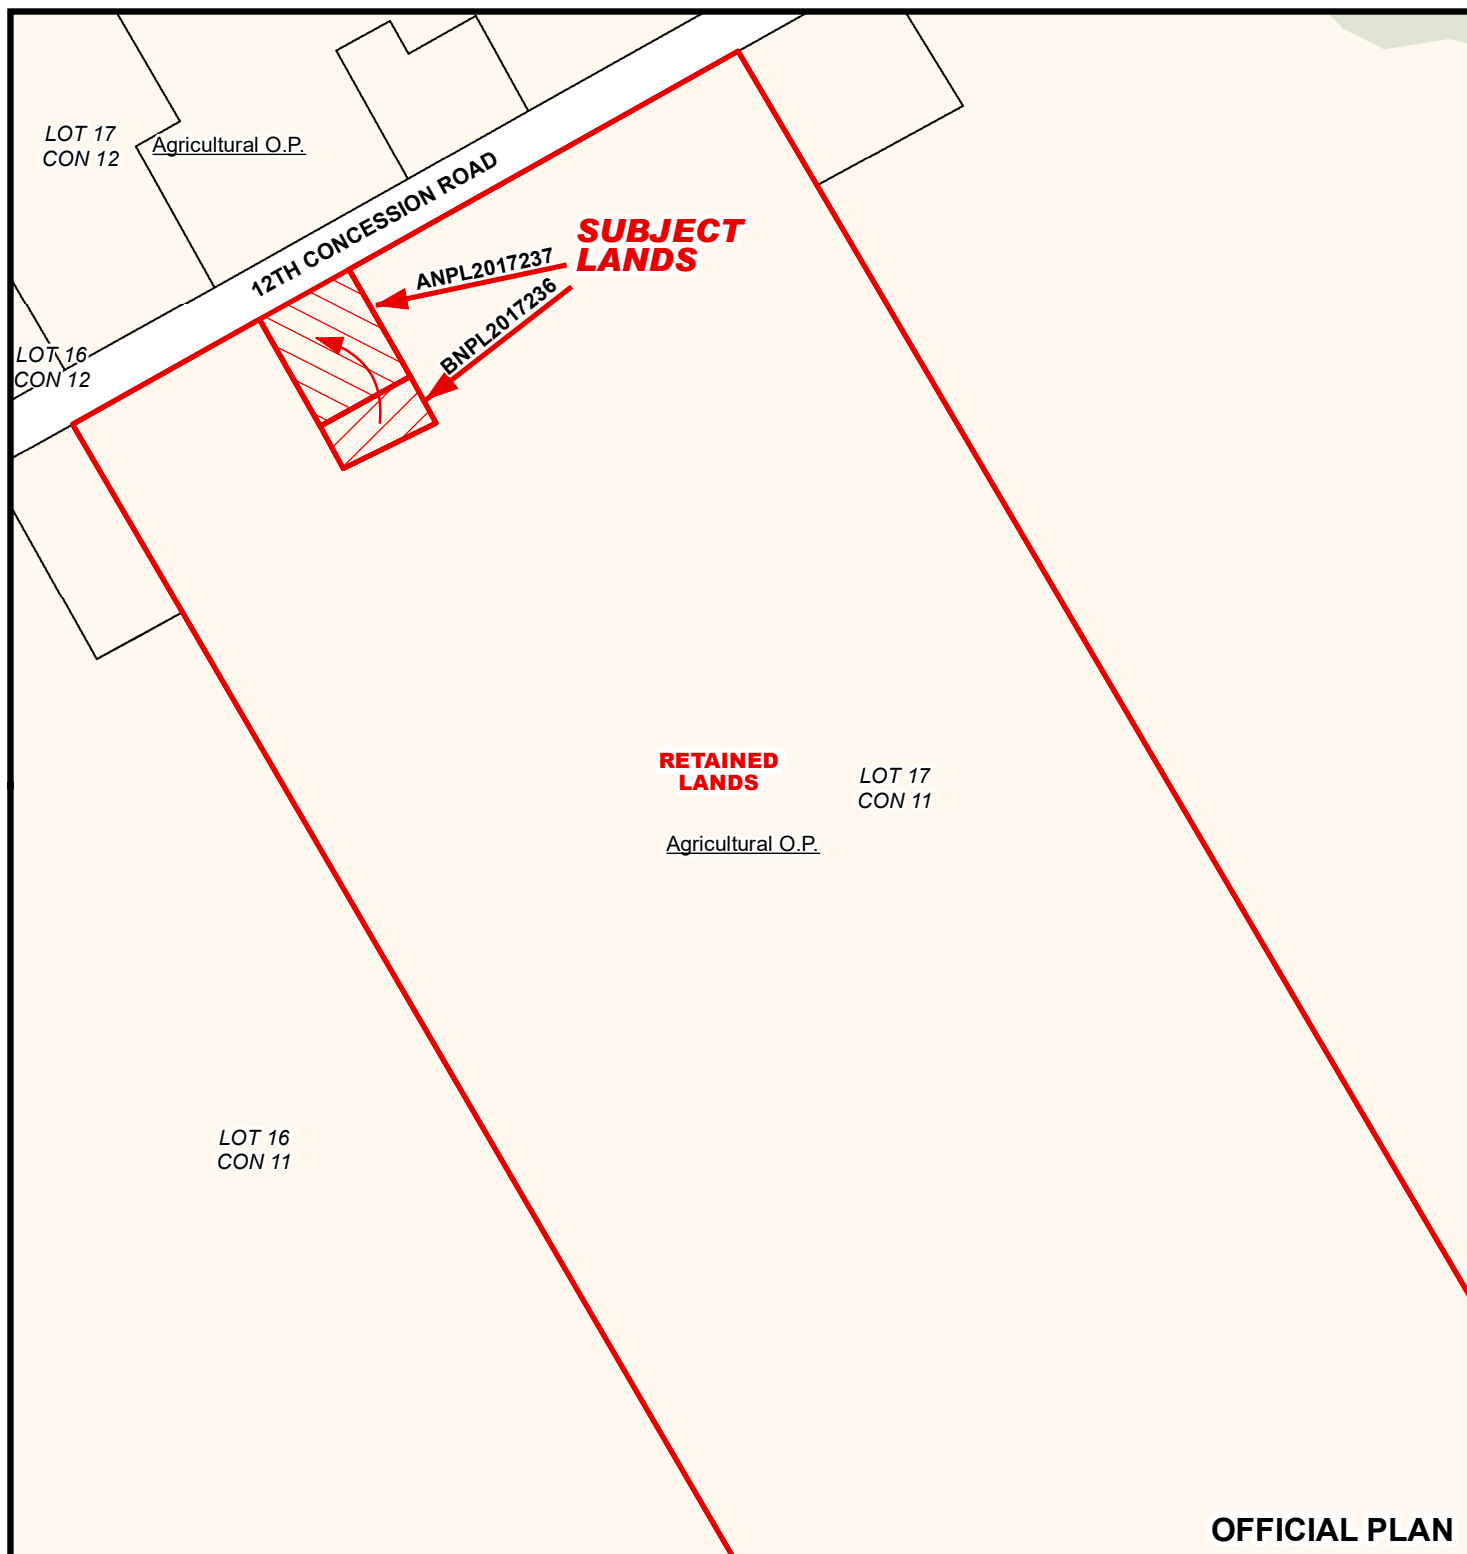 LOT 17
CON 12
Agricultural O.P.
12TH CONCESSION ROAD
SUBJECT
LANDS
ANPL2017237
BNPL2017236
LOT 16
CON 12
RETAINED
LANDS
LOT 17
CON 11
Agricultural O.P.
LOT 16
CON 11
OFFICIAL PLAN